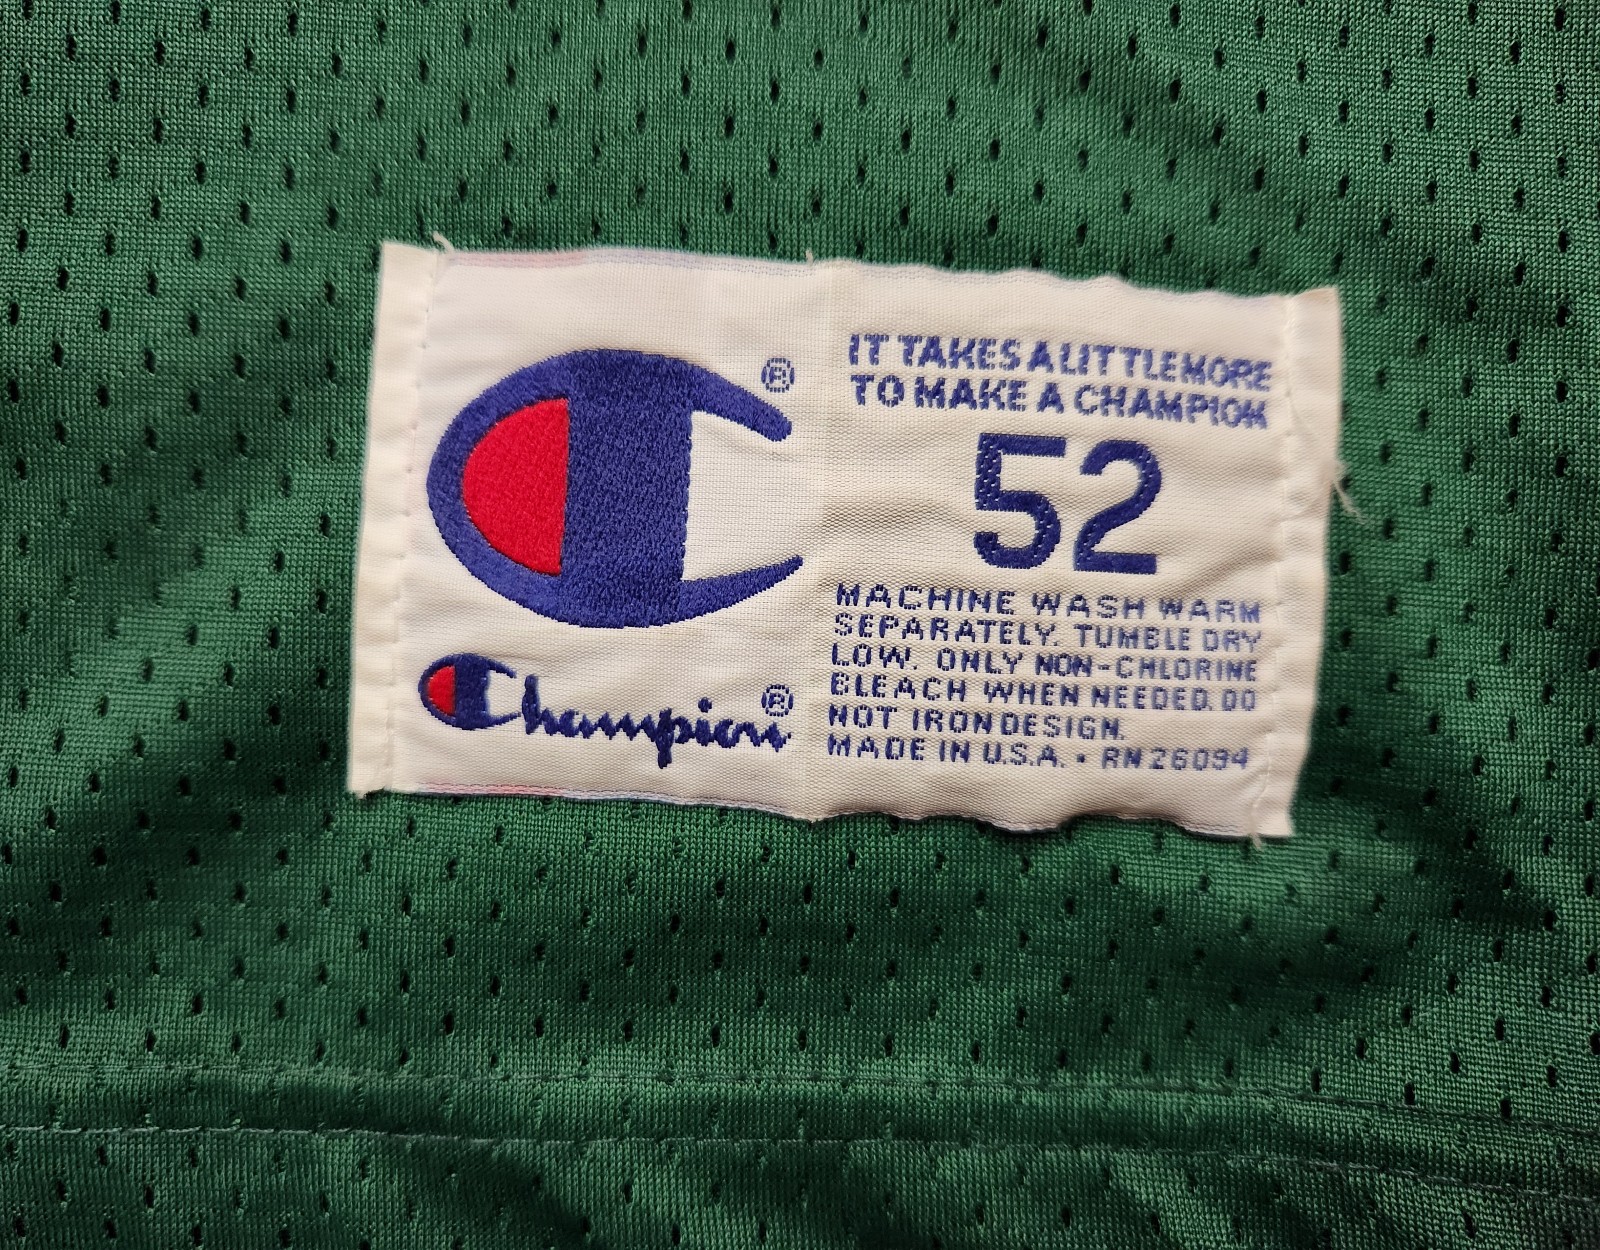 ®
Champion®
IT TAKES A LITTLE MORE
TO MAKE A CHAMPION
52
MACHINE WASH WARM
SEPARATELY. TUMBLE DRY
LOW. ONLY NON-CHLORINE
BLEACH WHEN NEEDED. DO
NOT IRON DESIGN.
MADE IN U.S.A. • RN 26094